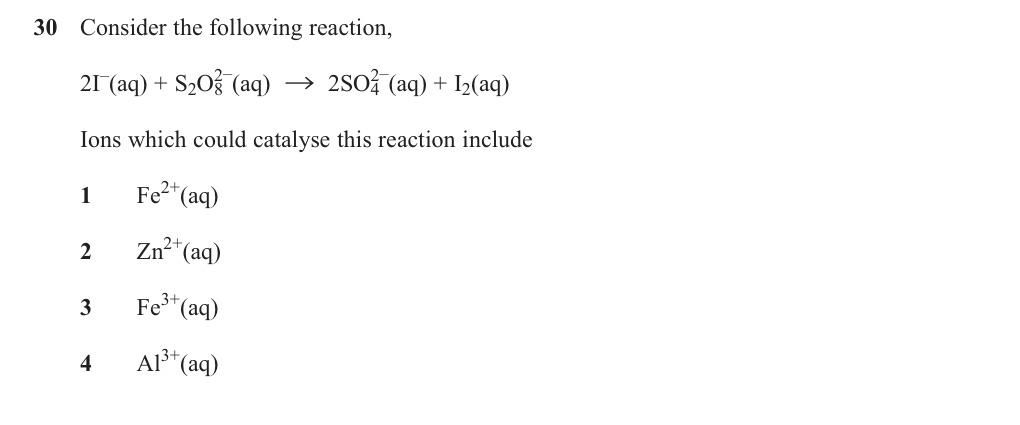 30 Consider the following reaction,
2I⁻(aq) + S₂O₈²⁻(aq) ⟶ 2SO₄²⁻(aq) + I₂(aq)
Ions which could catalyse this reaction include
1 Fe²⁺(aq)
2 Zn²⁺(aq)
3 Fe³⁺(aq)
4 Al³⁺(aq)